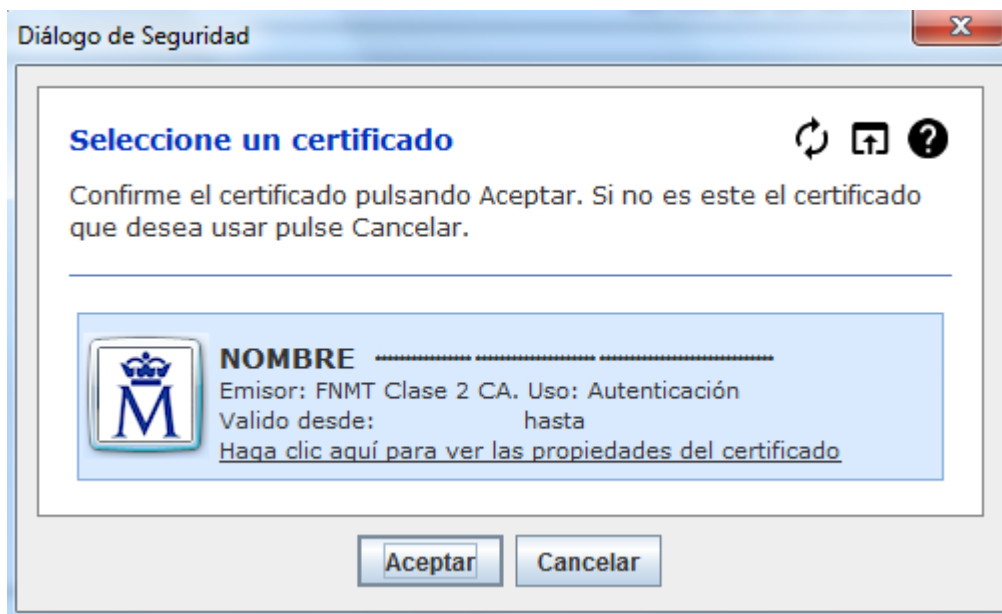 Diálogo de Seguridad
Seleccione un certificado
Confirme el certificado pulsando Aceptar. Si no es este el certificado
que desea usar pulse Cancelar.
NOMBRE
Emisor: FNMT Clase 2 CA. Uso: Autenticación
Valido desde: hasta
Haga clic aquí para ver las propiedades del certificado
Aceptar Cancelar